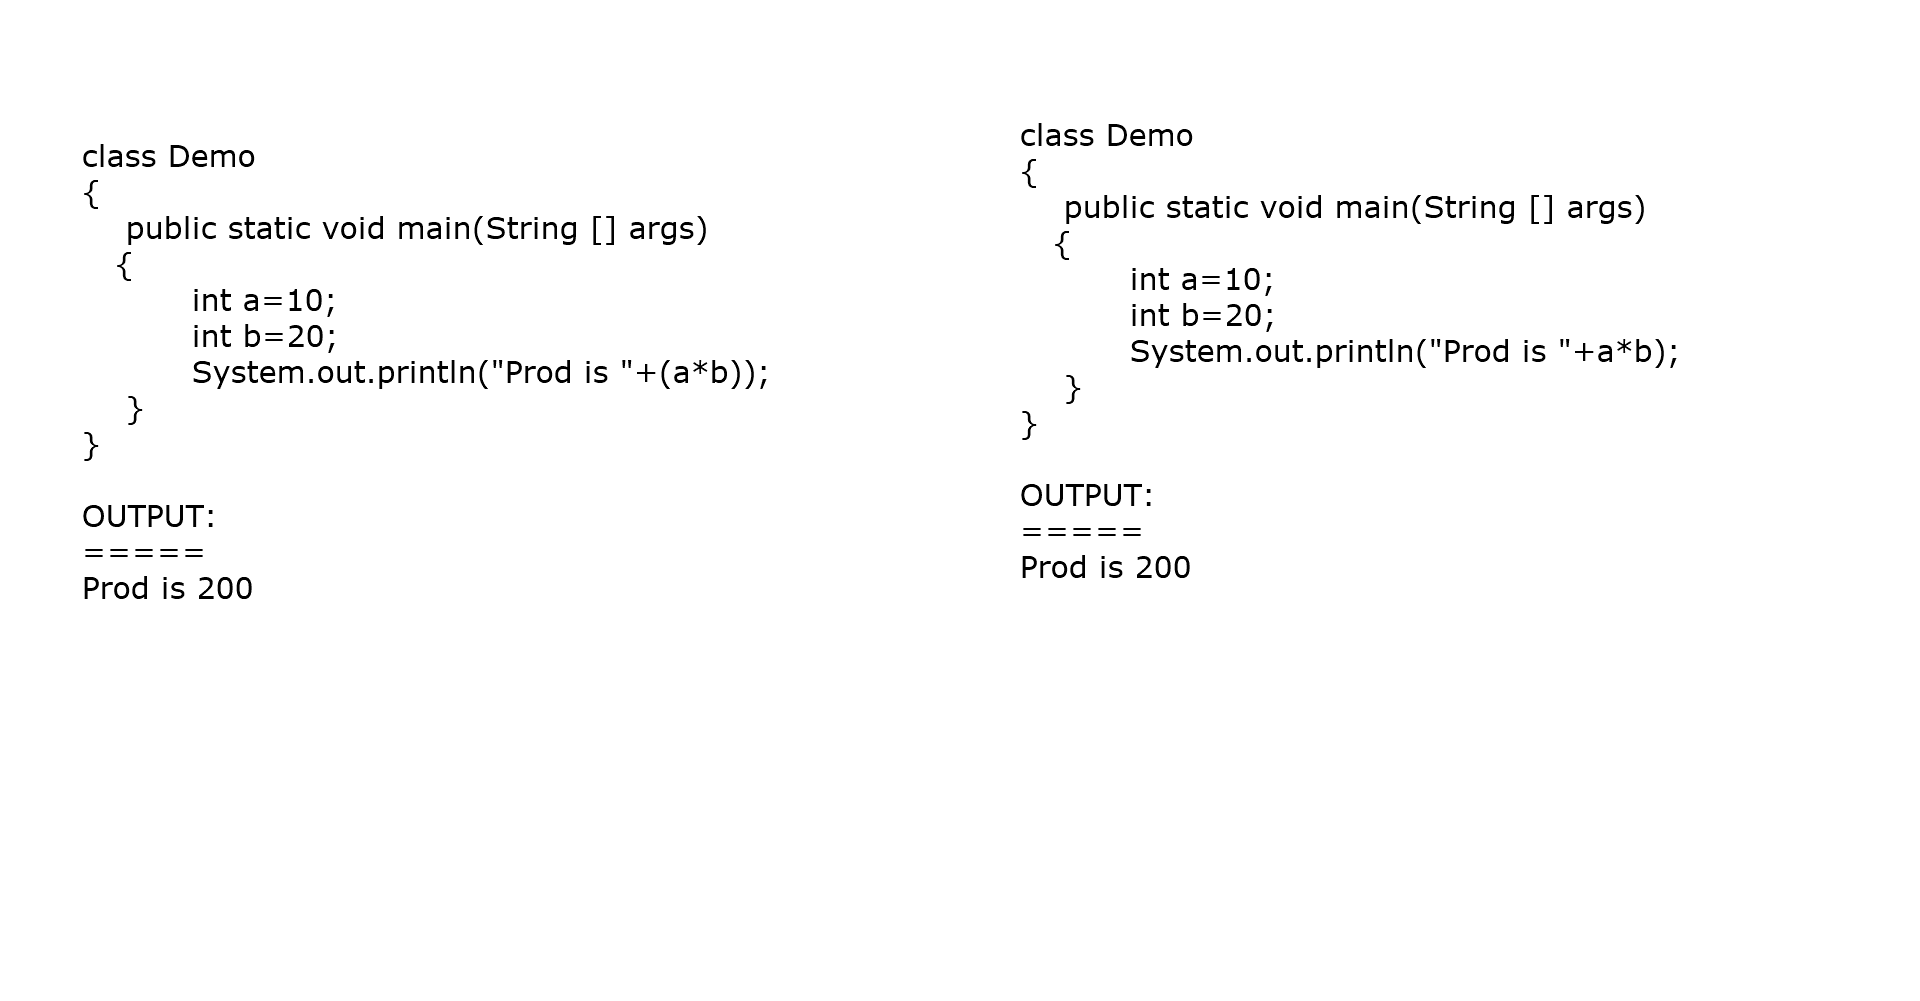 class Demo
{
    public static void main(String [] args)
   {
          int a=10;
          int b=20;
          System.out.println("Prod is "+(a*b));
    }
}

OUTPUT:
=====
Prod is 200

class Demo
{
    public static void main(String [] args)
   {
          int a=10;
          int b=20;
          System.out.println("Prod is "+a*b);
    }
}

OUTPUT:
=====
Prod is 200